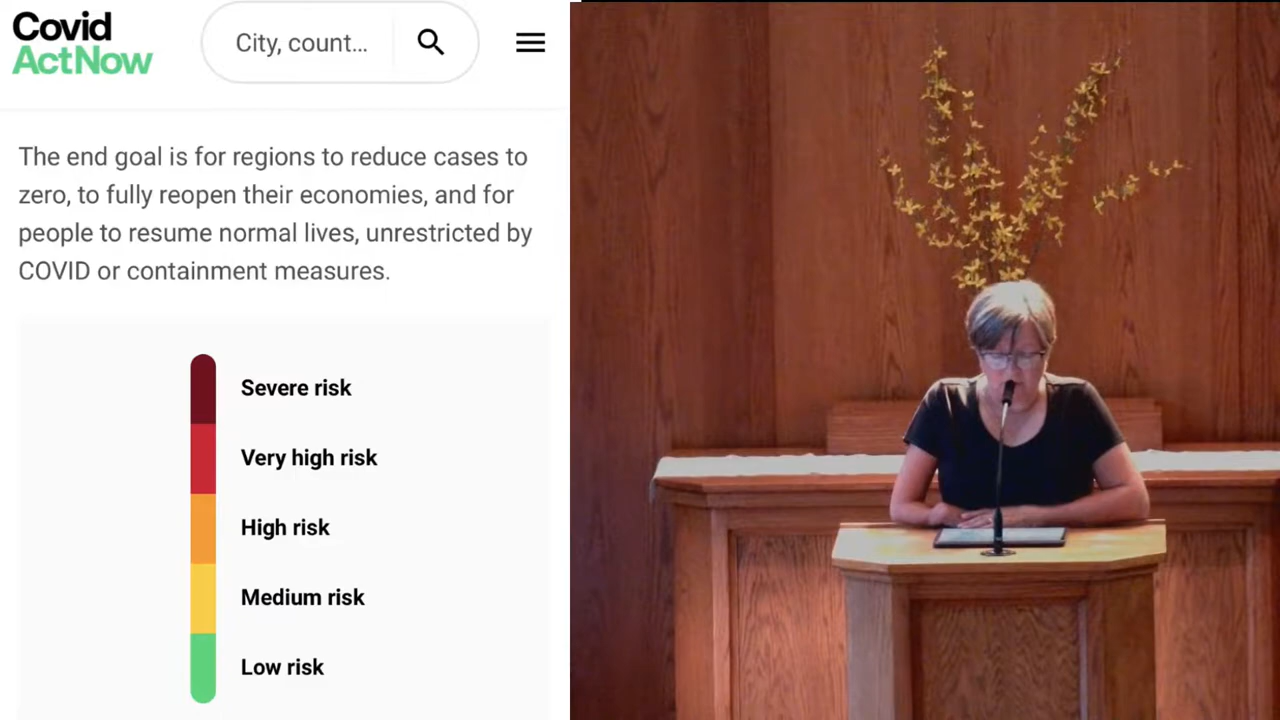 Covid
ActNow
City, count...
The end goal is for regions to reduce cases to
zero, to fully reopen their economies, and for
people to resume normal lives, unrestricted by
COVID or containment measures.
Severe risk
Very high risk
High risk
Medium risk
Low risk